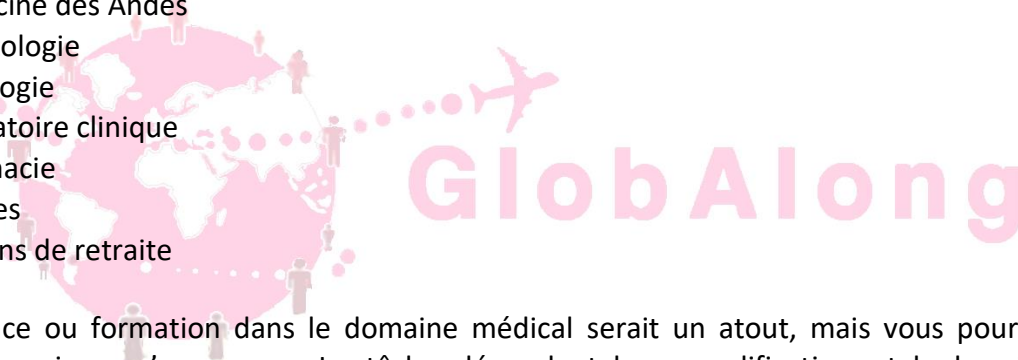 cine des Andes
ologie
ogie
atoire clinique
macie
es
ns de retraite
GlobAlong
ce ou formation dans le domaine médical serait un atout, mais vous pour